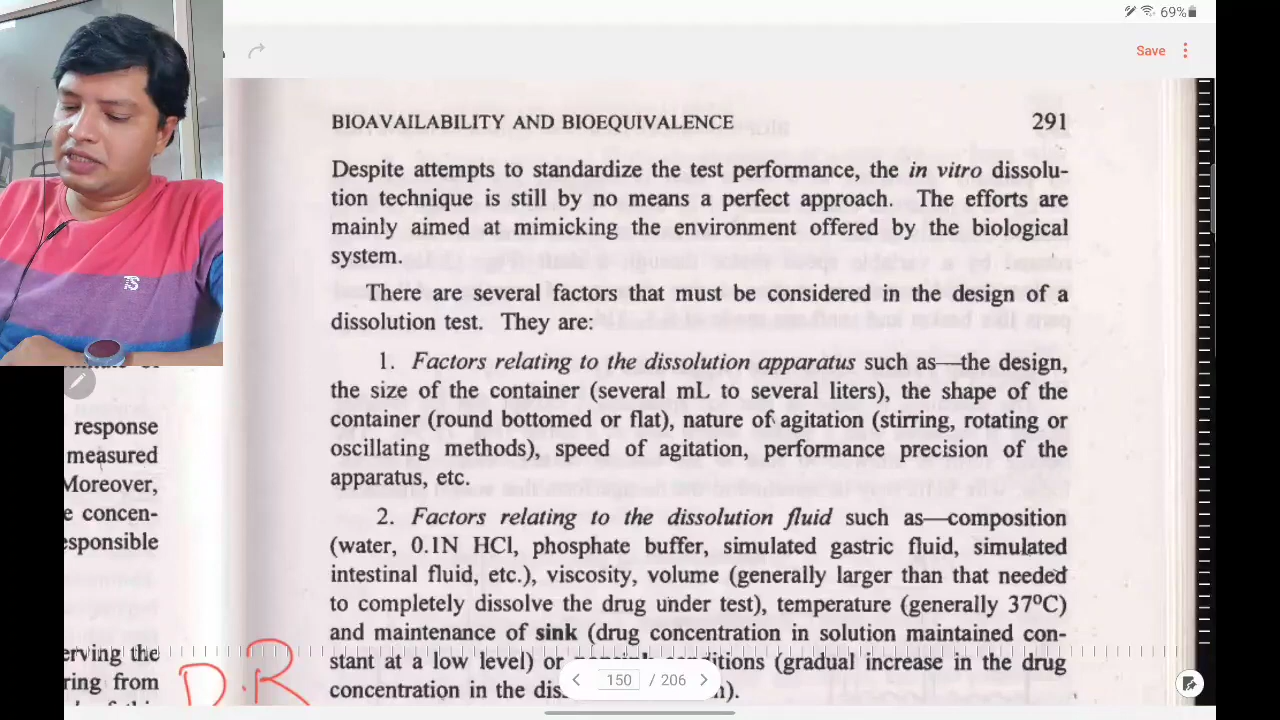 69%
Save
BIOAVAILABILITY AND BIOEQUIVALENCE 291
Despite attempts to standardize the test performance, the in vitro dissolu-
tion technique is still by no means a perfect approach. The efforts are
mainly aimed at mimicking the environment offered by the biological
system.
There are several factors that must be considered in the design of a
dissolution test. They are:
1. Factors relating to the dissolution apparatus such as—the design,
the size of the container (several mL to several liters), the shape of the
container (round bottomed or flat), nature of agitation (stirring, rotating or
oscillating methods), speed of agitation, performance precision of the
apparatus, etc.
2. Factors relating to the dissolution fluid such as—composition
(water, 0.1N HCl, phosphate buffer, simulated gastric fluid, simulated
intestinal fluid, etc.), viscosity, volume (generally larger than that needed
to completely dissolve the drug under test), temperature (generally 37ºC)
and maintenance of sink (drug concentration in solution maintained con-
stant at a low level) or conditions (gradual increase in the drug
concentration in the
response
measured
Moreover,
concen-
the
ring from
D.R
150 / 206